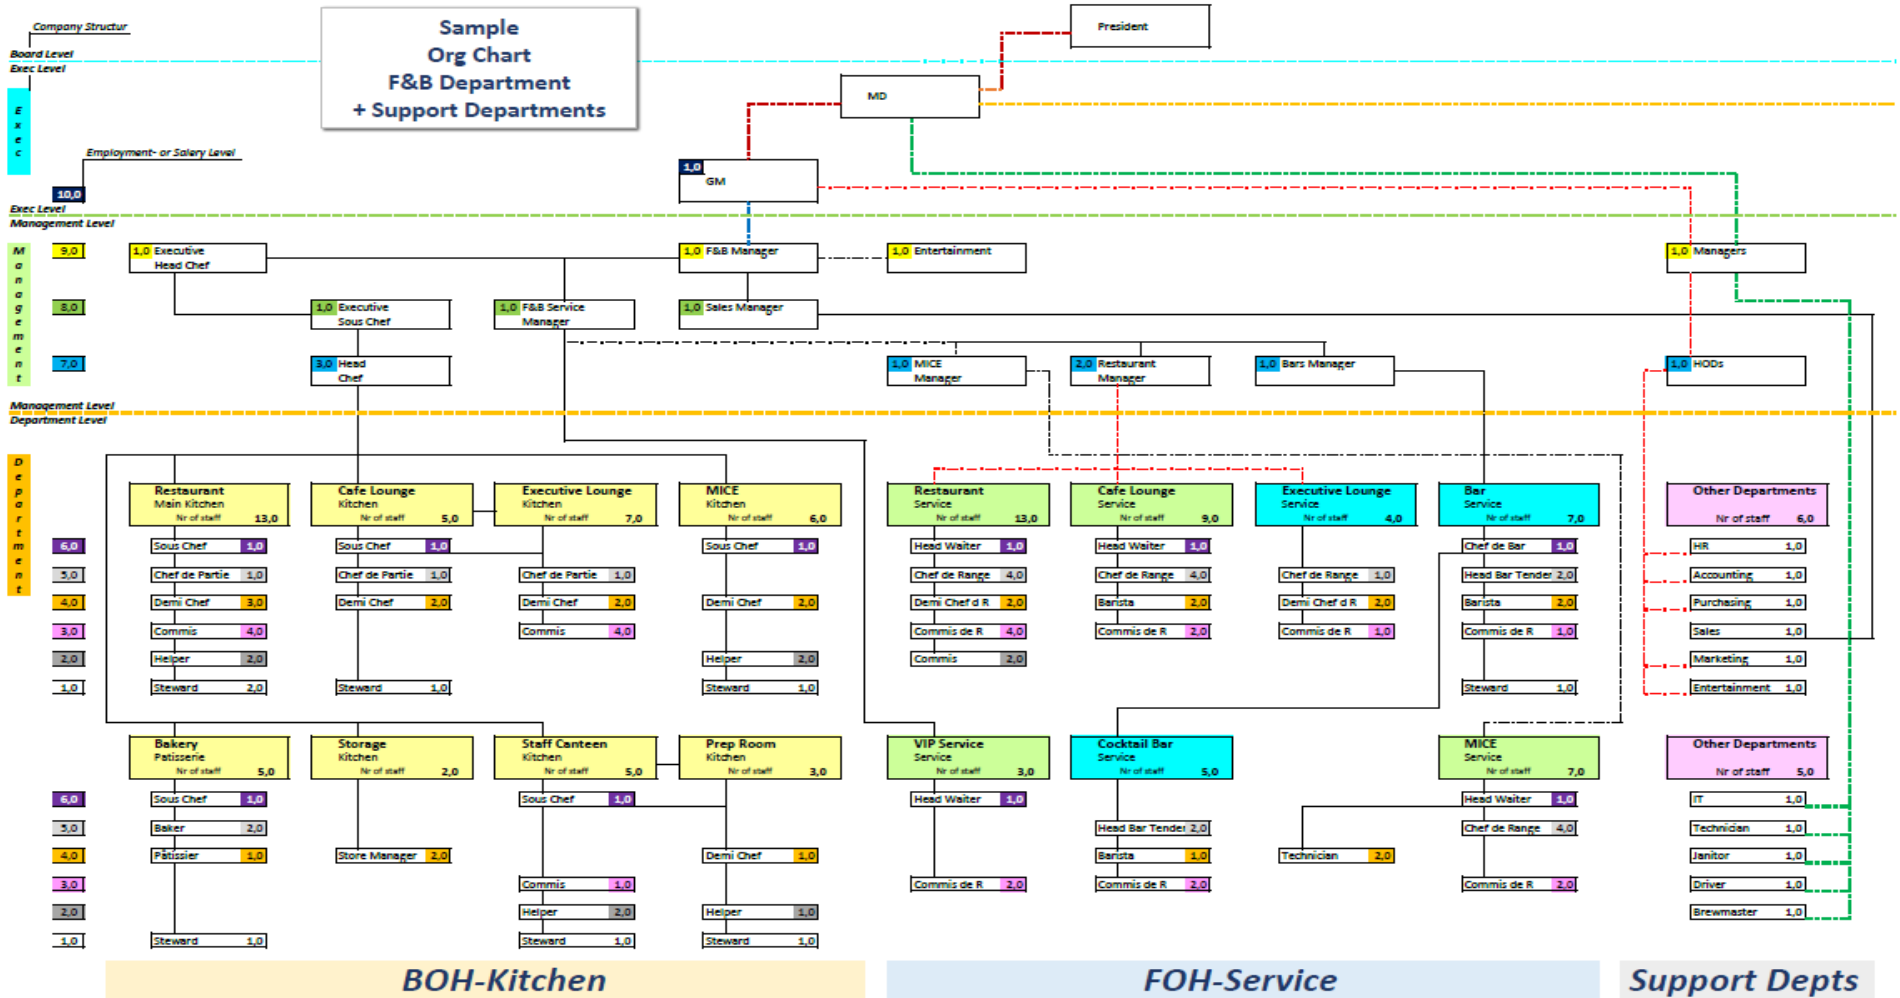 Company Structur
Sample
Org Chart
F&B Department
+ Support Departments
President
Board Level
Exec Level
MD
Exec
Employment- or Salery Level
1,0
GM
10,0
Exec Level
Management Level
Management
9,0
1,0 Executive
Head Chef
1,0 F&B Manager
1,0 Entertainment
1,0 Managers
8,0
1,0 Executive
Sous Chef
1,0 F&B Service
Manager
1,0 Sales Manager
7,0
3,0 Head
Chef
1,0 MICE
Manager
2,0 Restaurant
Manager
1,0 Bars Manager
1,0 HODs
Management Level
Department Level
Department
Restaurant
Main Kitchen
Nr of staff 13,0
Cafe Lounge
Kitchen
Nr of staff 5,0
Executive Lounge
Kitchen
Nr of staff 7,0
MICE
Kitchen
Nr of staff 6,0
Restaurant
Service
Nr of staff 13,0
Cafe Lounge
Service
Nr of staff 9,0
Executive Lounge
Service
Nr of staff 4,0
Bar
Service
Nr of staff 7,0
Other Departments
Nr of staff 6,0
6,0 Sous Chef 1,0 Sous Chef 1,0 Sous Chef 1,0 Head Waiter 1,0 Head Waiter 1,0 Chef de Bar 1,0 HR 1,0
5,0 Chef de Partie 1,0 Chef de Partie 1,0 Chef de Partie 1,0 Chef de Range 4,0 Chef de Range 4,0 Chef de Range 1,0 Head Bar Tender 2,0 Accounting 1,0
4,0 Demi Chef 3,0 Demi Chef 2,0 Demi Chef 2,0 Demi Chef 2,0 Demi Chef d R 2,0 Barista 2,0 Demi Chef d R 2,0 Barista 2,0 Purchasing 1,0
3,0 Commis 4,0 Commis 4,0 Commis de R 4,0 Commis de R 2,0 Commis de R 1,0 Commis de R 1,0 Sales 1,0
2,0 Helper 2,0 Helper 2,0 Commis 2,0 Marketing 1,0
1,0 Steward 2,0 Steward 1,0 Steward 1,0 Steward 1,0 Entertainment 1,0
Bakery
Patisserie
Nr of staff 5,0
Storage
Kitchen
Nr of staff 2,0
Staff Canteen
Kitchen
Nr of staff 5,0
Prep Room
Kitchen
Nr of staff 3,0
VIP Service
Service
Nr of staff 3,0
Cocktail Bar
Service
Nr of staff 5,0
MICE
Service
Nr of staff 7,0
Other Departments
Nr of staff 5,0
6,0 Sous Chef 1,0 Sous Chef 1,0 Head Waiter 1,0 Head Waiter 1,0 IT 1,0
5,0 Baker 2,0 Head Bar Tender 2,0 Chef de Range 4,0 Technician 1,0
4,0 Pâtissier 1,0 Store Manager 2,0 Demi Chef 1,0 Barista 1,0 Technician 2,0 Janitor 1,0
3,0 Commis 1,0 Commis de R 2,0 Commis de R 2,0 Commis de R 2,0 Driver 1,0
2,0 Helper 2,0 Helper 1,0 Brewmaster 1,0
1,0 Steward 1,0 Steward 1,0 Steward 1,0
BOH-Kitchen
FOH-Service
Support Depts